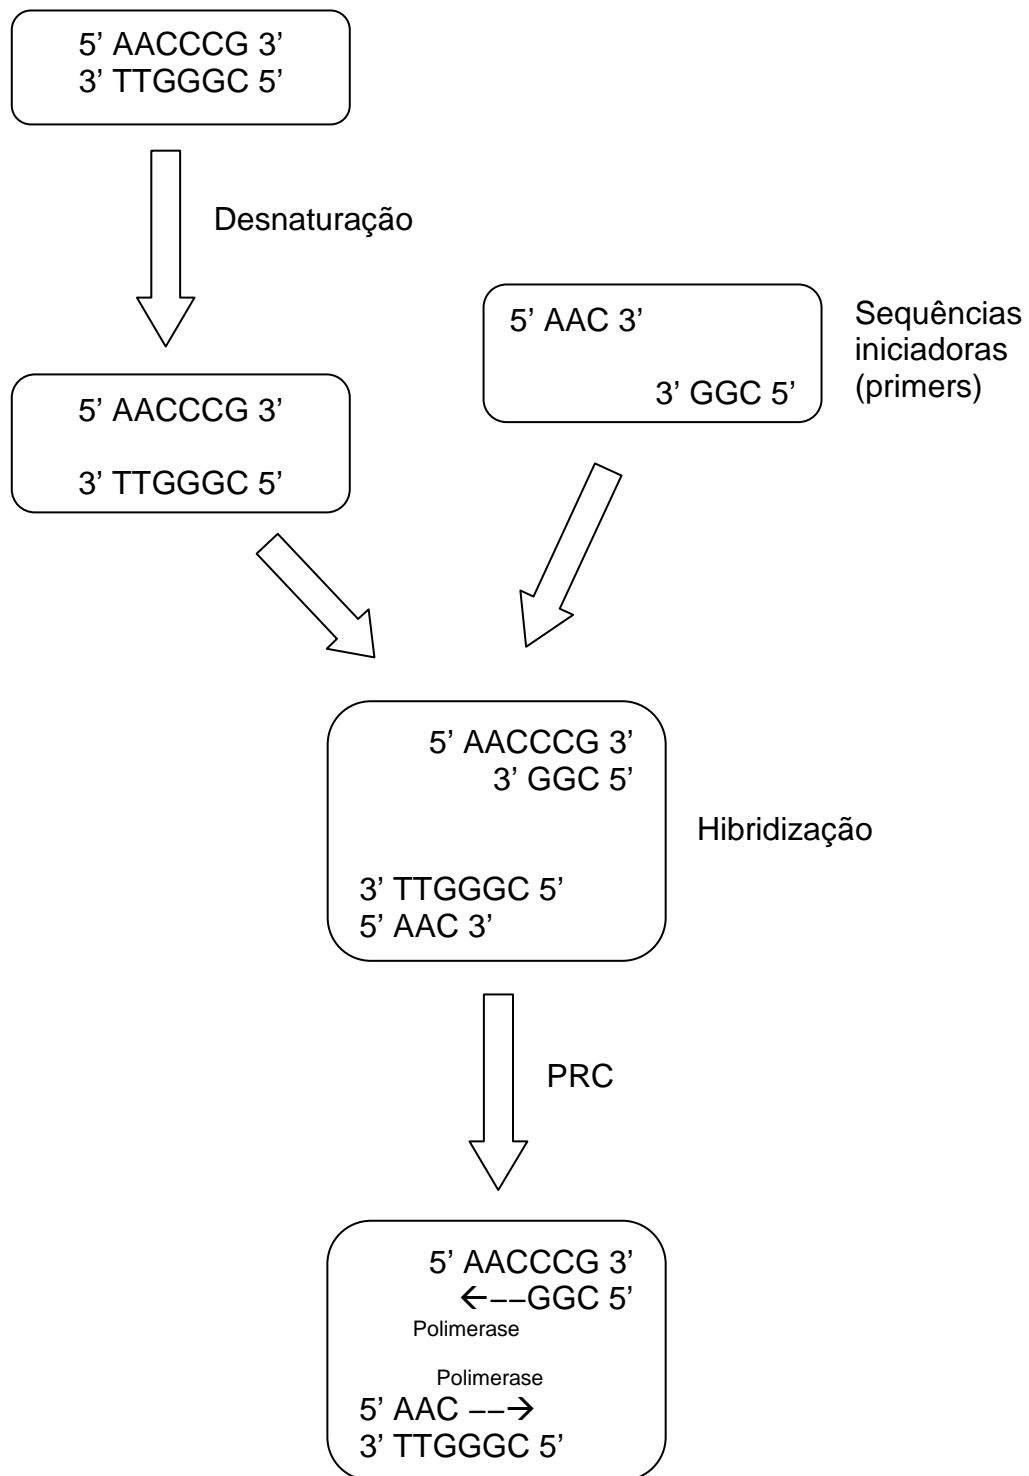 5’ AACCCG 3’
3’ TTGGGC 5’
Desnaturação
5’ AACCCG 3’
3’ TTGGGC 5’
5’ AAC 3’
3’ GGC 5’
Sequências
iniciadoras
(primers)
5’ AACCCG 3’
3’ GGC 5’
3’ TTGGGC 5’
5’ AAC 3’
Hibridização
PRC
5’ AACCCG 3’
←––GGC 5’
Polimerase
Polimerase
5’ AAC ––→
3’ TTGGGC 5’